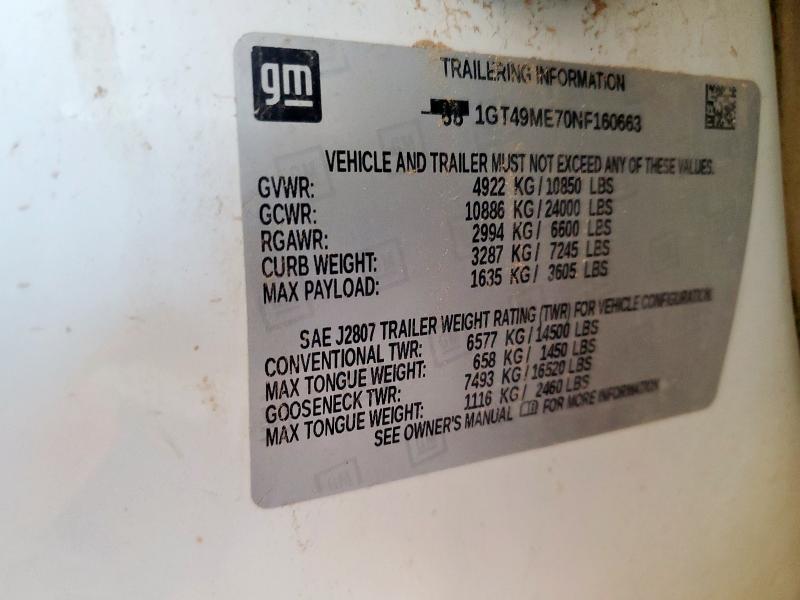 gm
TRAILERING INFORMATION
1GT49ME70NF160663
VEHICLE AND TRAILER MUST NOT EXCEED ANY OF THESE VALUES.
GVWR: 4922 KG / 10850 LBS
GCWR: 10886 KG / 24000 LBS
RGAWR: 2994 KG / 6600 LBS
CURB WEIGHT: 3287 KG / 7245 LBS
MAX PAYLOAD: 1635 KG / 3605 LBS
SAE J2807 TRAILER WEIGHT RATING (TWR) FOR VEHICLE CONFIGURATION.
CONVENTIONAL TWR: 6577 KG / 14500 LBS
MAX TONGUE WEIGHT: 658 KG / 1450 LBS
GOOSENECK TWR: 7493 KG / 16520 LBS
MAX TONGUE WEIGHT: 1116 KG / 2460 LBS
SEE OWNER'S MANUAL FOR MORE INFORMATION